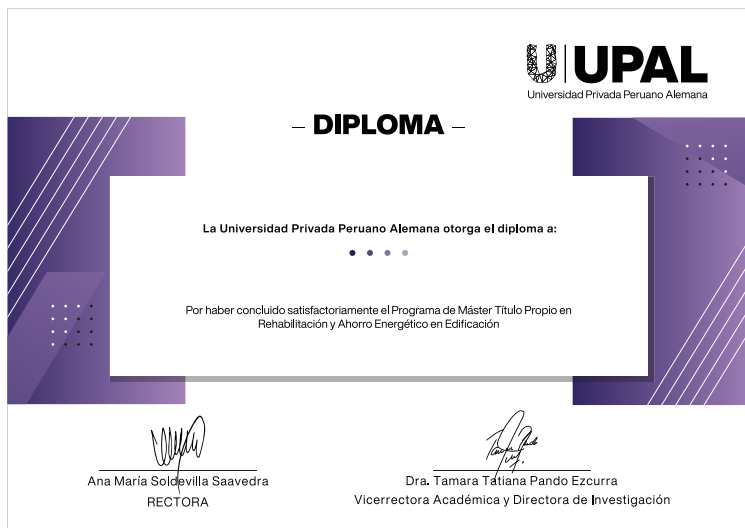 UPAL
Universidad Privada Peruano Alemana
– DIPLOMA –
La Universidad Privada Peruano Alemana otorga el diploma a:
Por haber concluido satisfactoriamente el Programa de Máster Título Propio en
Rehabilitación y Ahorro Energético en Edificación
Ana María Soldevilla Saavedra
RECTORA
Dra. Tamara Tatiana Pando Ezcurra
Vicerrectora Académica y Directora de Investigación